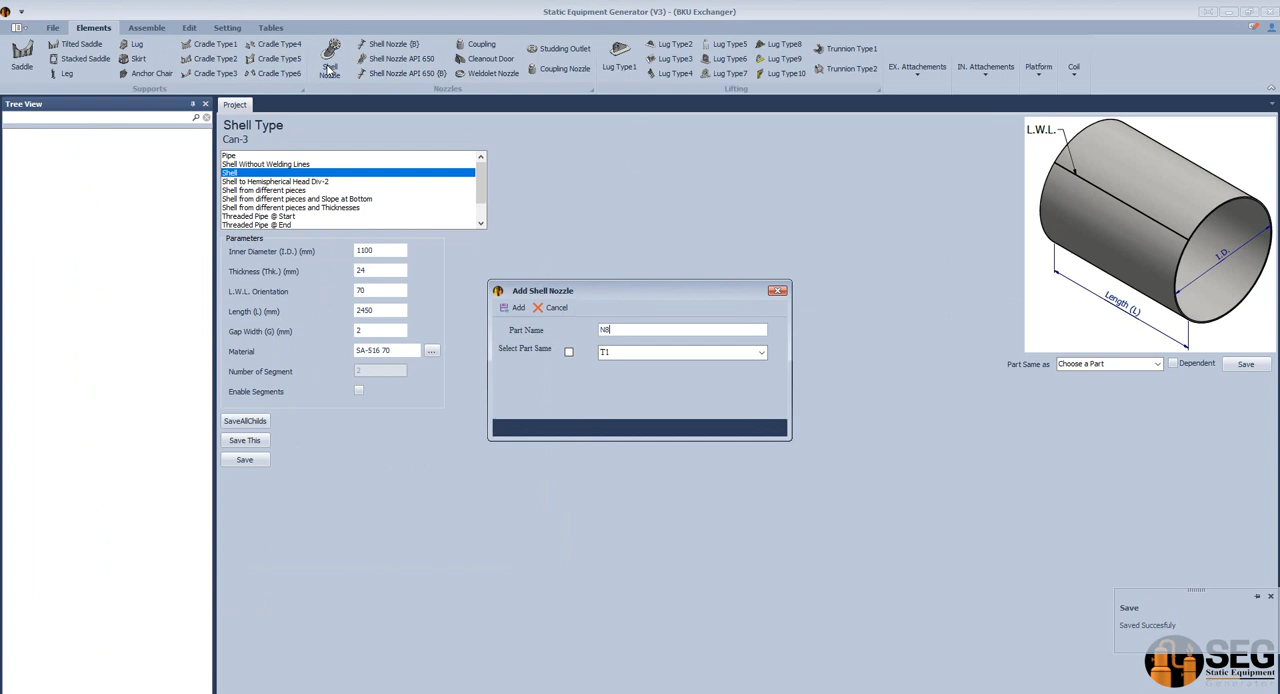 Static Equipment Generator (V3) - (BKU Exchanger)
File Elements Assemble Edit Setting Tables
Saddle
Tilted Saddle
Stacked Saddle
Leg
Lug
Skirt
Anchor Chair
Cradle Type1
Cradle Type2
Cradle Type3
Cradle Type4
Cradle Type5
Cradle Type6
Supports
Shell
Nozzle
Shell Nozzle {B}
Shell Nozzle API 650
Shell Nozzle API 650 {B}
Coupling
Cleanout Door
Weldolet Nozzle
Studding Outlet
Coupling Nozzle
Nozzles
Lug Type1
Lug Type2
Lug Type3
Lug Type4
Lug Type5
Lug Type6
Lug Type7
Lug Type8
Lug Type9
Lug Type10
Trunnion Type1
Trunnion Type2
Lifting
EX. Attachements
IN. Attachements
Platform
Coil
Tree View
Project
Shell Type
Can-3
Pipe
Shell Without Welding Lines
Shell
Shell to Hemispherical Head Div-2
Shell from different pieces
Shell from different pieces and Slope at Bottom
Shell from different pieces and Thicknesses
Threaded Pipe @ Start
Threaded Pipe @ End
Parameters
Inner Diameter (I.D.) (mm) 1100
Thickness (Thk.) (mm) 24
L.W.L. Orientation 70
Length (L) (mm) 2450
Gap Width (G) (mm) 2
Material SA-516 70 ...
Number of Segment 2
Enable Segments
SaveAllChilds
Save This
Save
Add Shell Nozzle
Add Cancel
Part Name N8
Select Part Same T1
L.W.L.
I.D.
Length (L)
Part Same as Choose a Part Dependent Save
Save
Saved Succesfuly
SEG
Static Equipment
Generator